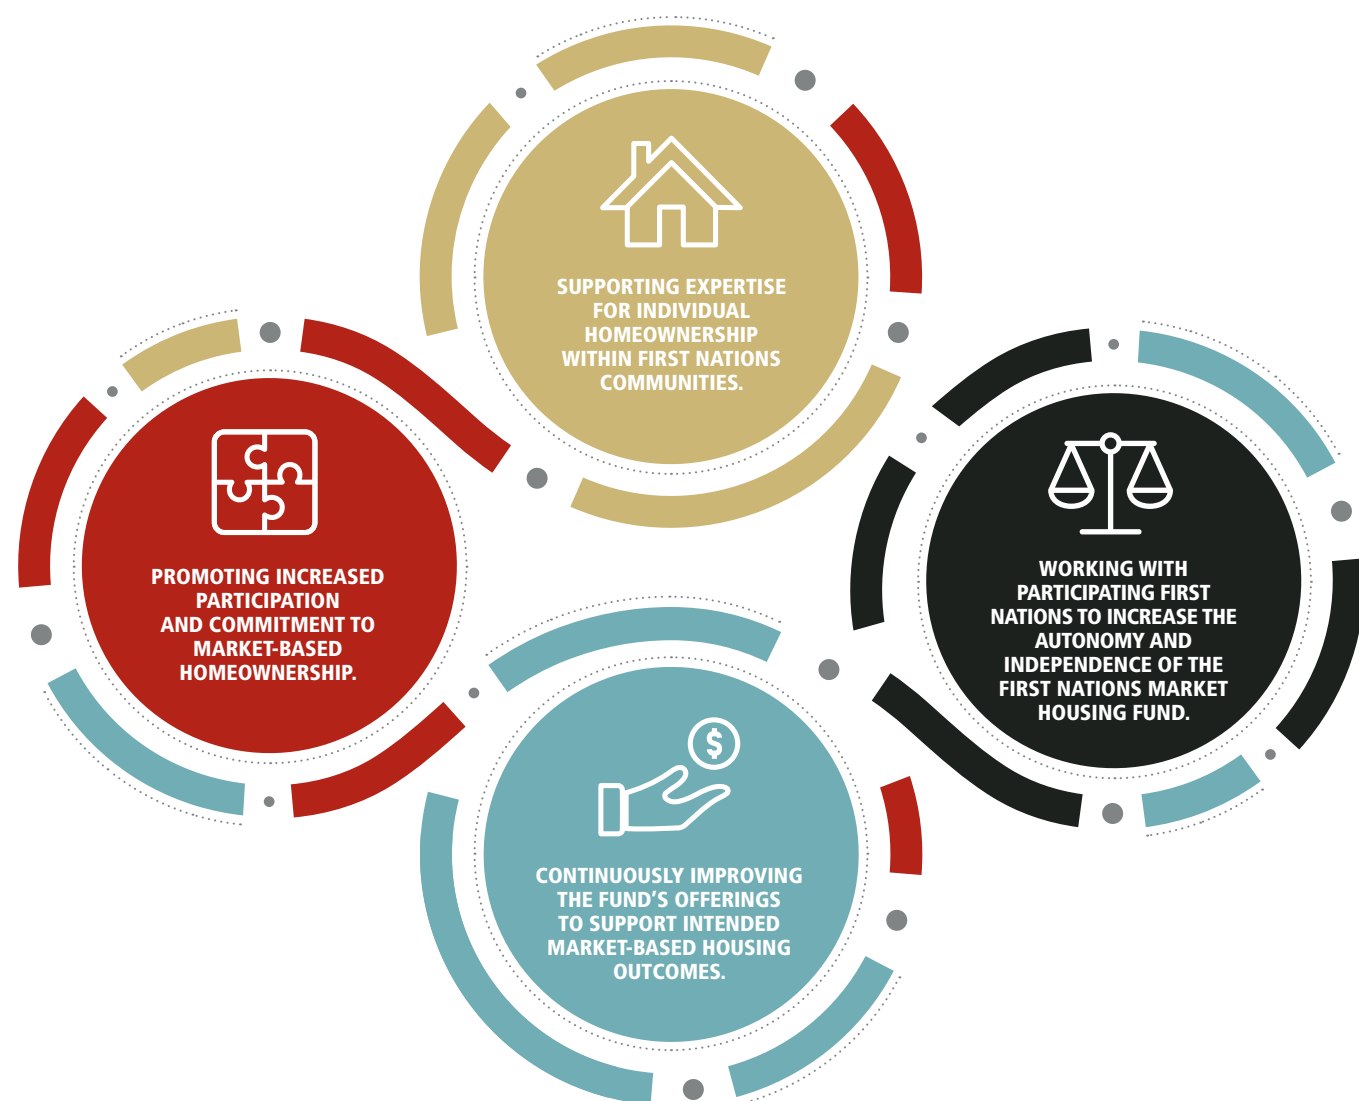 SUPPORTING EXPERTISE
FOR INDIVIDUAL
HOMEOWNERSHIP
WITHIN FIRST NATIONS
COMMUNITIES.
PROMOTING INCREASED
PARTICIPATION
AND COMMITMENT TO
MARKET-BASED
HOMEOWNERSHIP.
WORKING WITH
PARTICIPATING FIRST
NATIONS TO INCREASE THE
AUTONOMY AND
INDEPENDENCE OF THE
FIRST NATIONS MARKET
HOUSING FUND.
$
CONTINUOUSLY IMPROVING
THE FUND’S OFFERINGS
TO SUPPORT INTENDED
MARKET-BASED HOUSING
OUTCOMES.